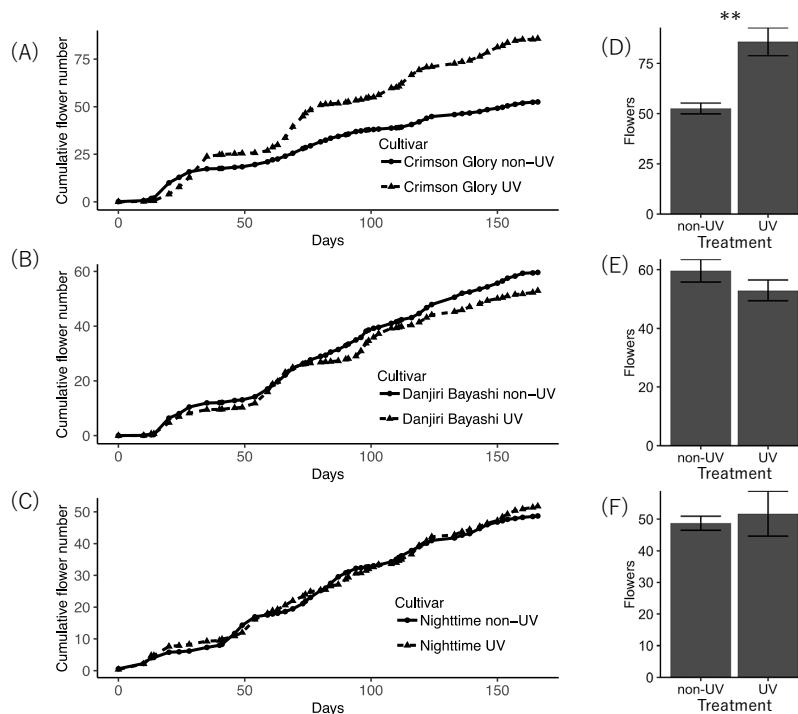 (A)
Cumulative flower number
75
50
25
0
Cultivar
Crimson Glory non−UV
Crimson Glory UV
0
50
100
150
Days
(D)
**
Flowers
75
50
25
0
non-UV
UV
Treatment
(B)
Cumulative flower number
60
40
20
0
Cultivar
Danjiri Bayashi non−UV
Danjiri Bayashi UV
0
50
100
150
Days
(E)
Flowers
60
40
20
0
non-UV
UV
Treatment
(C)
Cumulative flower number
50
40
30
20
10
0
Cultivar
Nighttime non−UV
Nighttime UV
0
50
100
150
Days
(F)
Flowers
50
40
30
20
10
0
non-UV
UV
Treatment